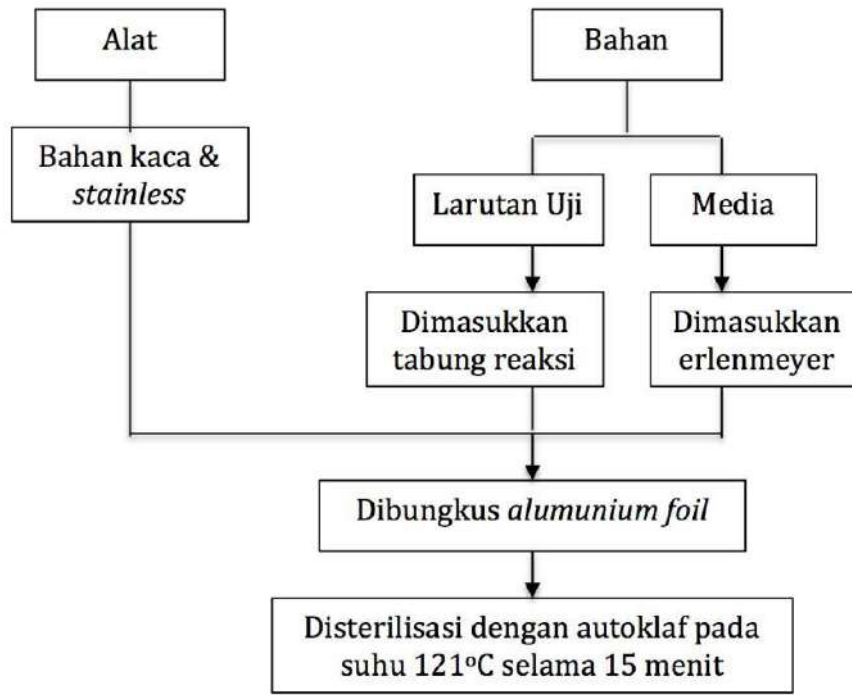 Alat
Bahan
Bahan kaca &
stainless
Larutan Uji
Media
Dimasukkan
tabung reaksi
Dimasukkan
erlenmeyer
Dibungkus alumunium foil
Disterilisasi dengan autoklaf pada
suhu 121ºC selama 15 menit